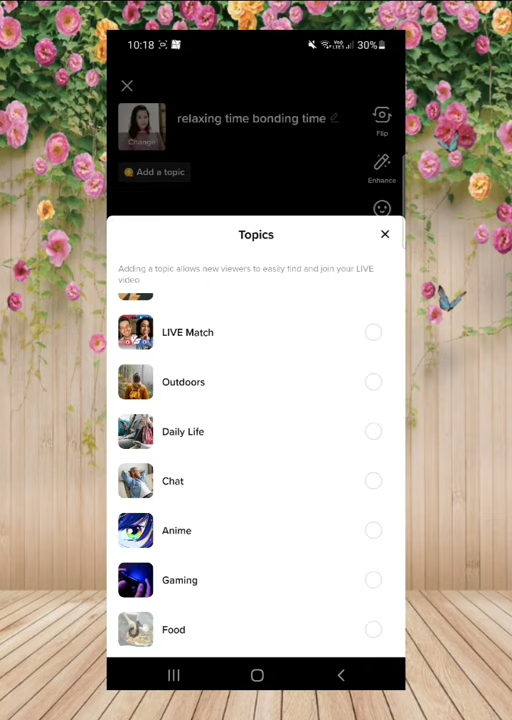 10:18
30%
relaxing time bonding time
Change
Flip
Add a topic
Enhance
Topics
Adding a topic allows new viewers to easily find and join your LIVE
video
LIVE Match
Outdoors
Daily Life
Chat
Anime
Gaming
Food